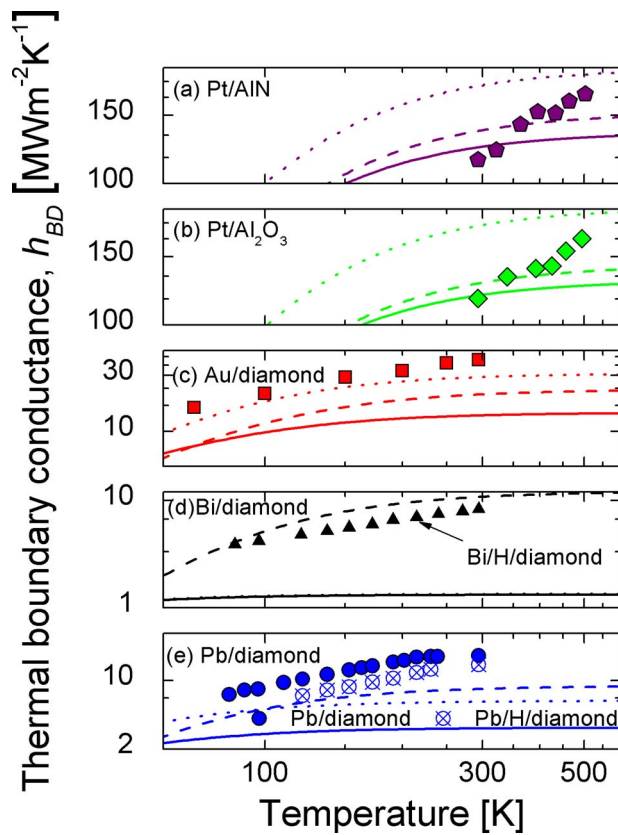 Thermal boundary conductance, h_BD [MWm⁻²K⁻¹]
(a) Pt/AlN
150
100
(b) Pt/Al₂O₃
150
100
30
(c) Au/diamond
10
10
(d)Bi/diamond
Bi/H/diamond
1
(e) Pb/diamond
10
Pb/diamond
Pb/H/diamond
2
100
300
500
Temperature [K]